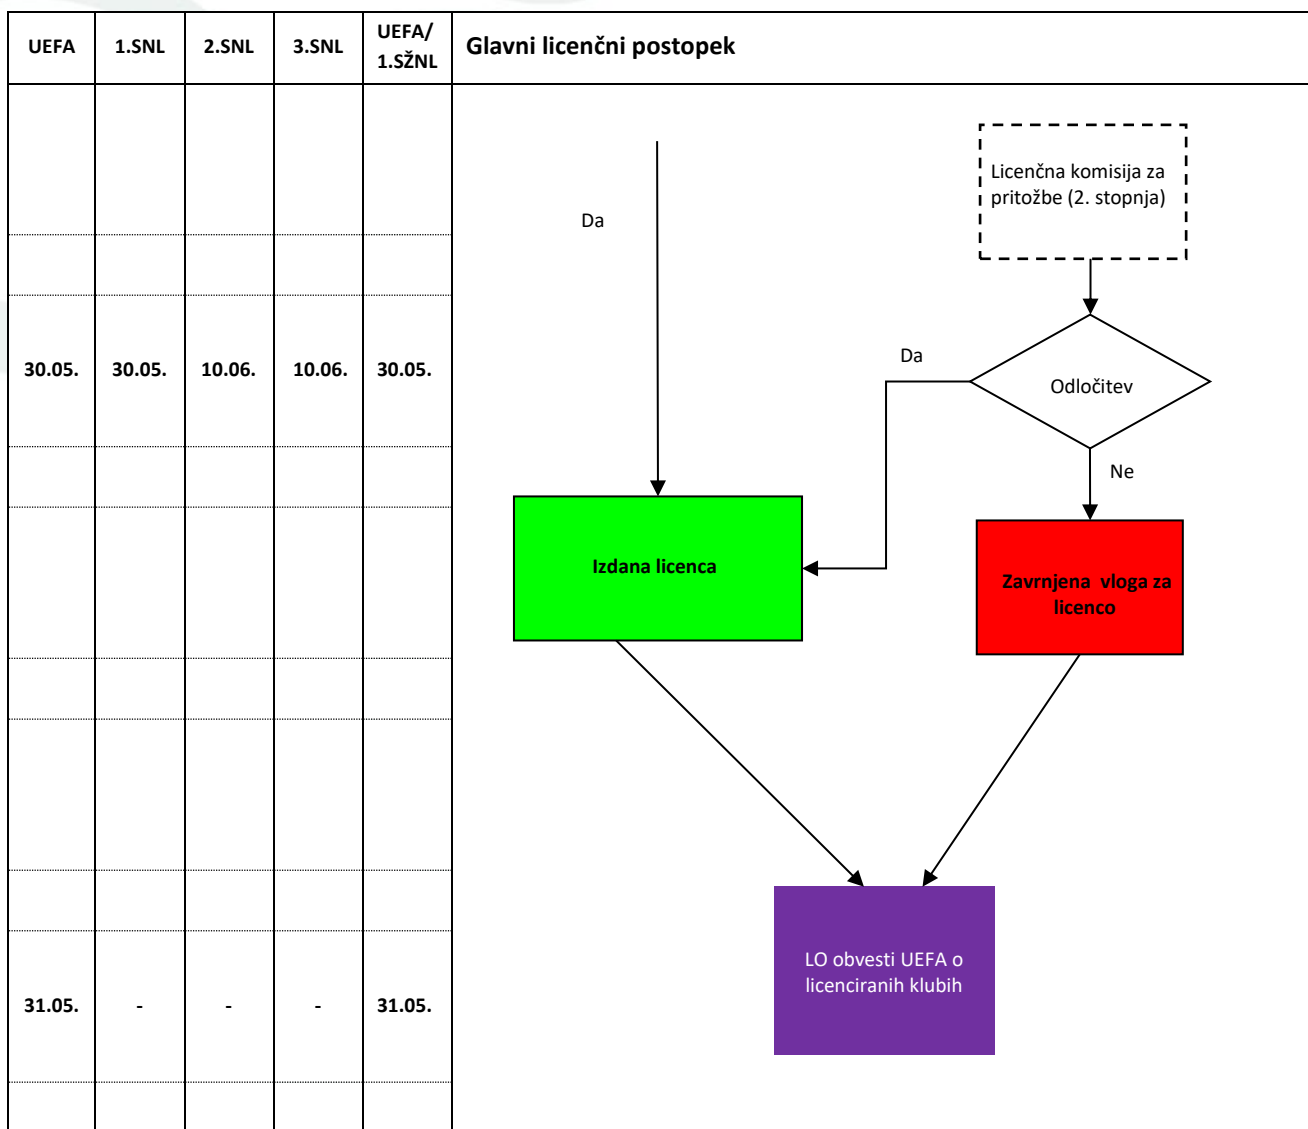 UEFA 1.SNL 2.SNL 3.SNL UEFA/ 1.SŽNL Glavni licenčni postopek
Licenčna komisija za
pritožbe (2. stopnja)
Da
30.05. 30.05. 10.06. 10.06. 30.05.
Da
Odločitev
Ne
Izdana licenca
Zavrnjena vloga za
licenco
LO obvesti UEFA o
licenciranih klubih
31.05. - - - 31.05.